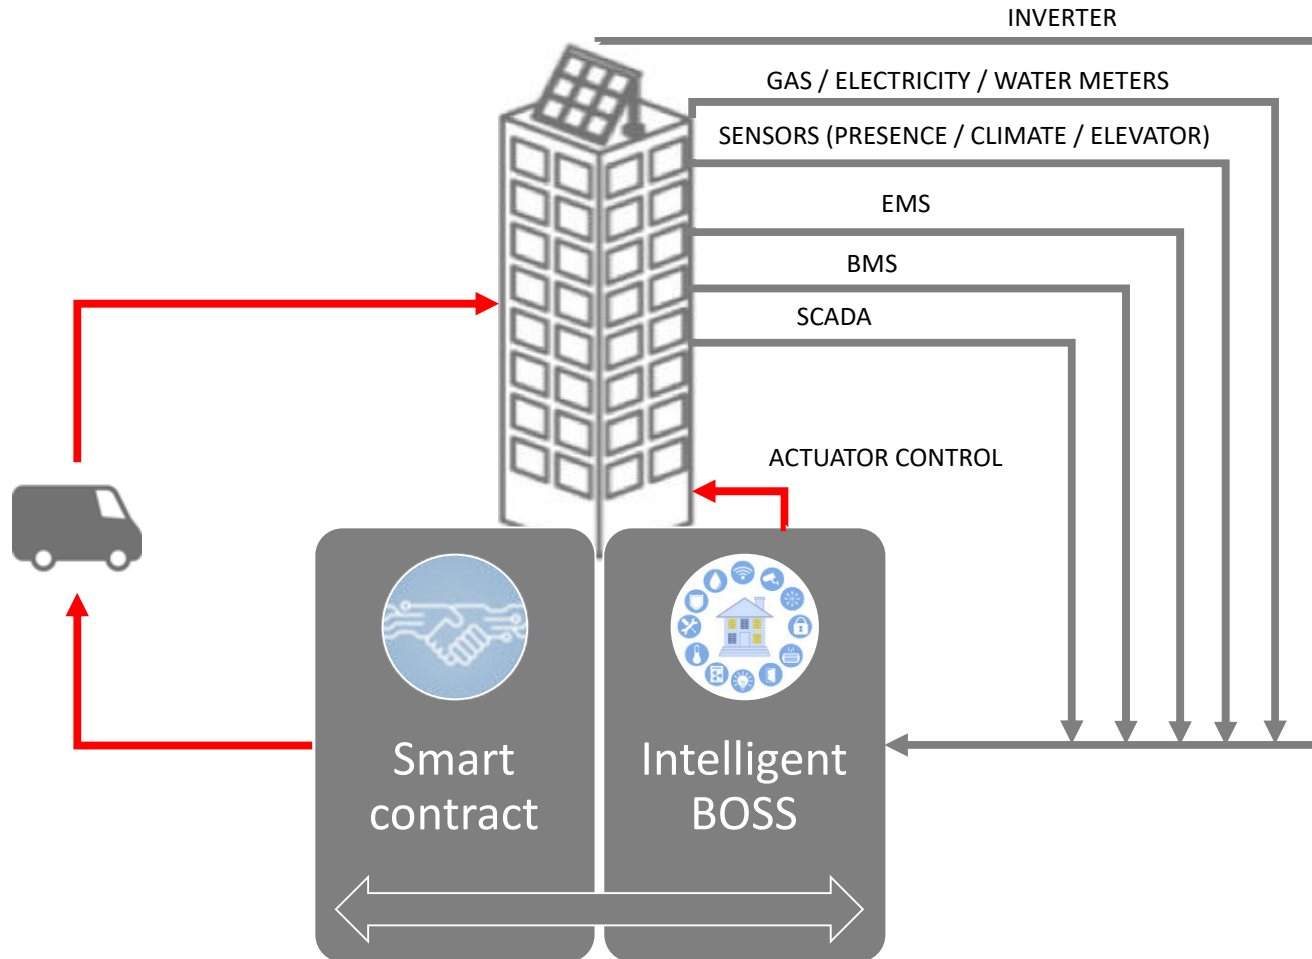 INVERTER
GAS / ELECTRICITY / WATER METERS
SENSORS (PRESENCE / CLIMATE / ELEVATOR)
EMS
BMS
SCADA
ACTUATOR CONTROL
Smart
contract
Intelligent
BOSS